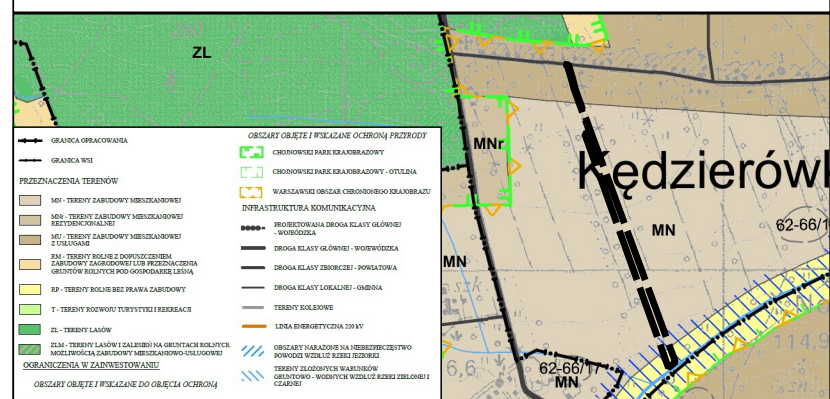 ZL
MNr
Kędzierówk
MN
62-66/1
MN
114.9
6,6
62-66/17
MN
GRANICA OPRACOWANIA
GRANICA WSI
PRZEZNACZENIA TERENÓW
MN - TERENY ZABUDOWY MIESZKANIOWEJ
MNr - TERENY ZABUDOWY MIESZKANIOWEJ
REZYDENCJONALNEJ
MU - TERENY ZABUDOWY MIESZKANIOWEJ
Z USŁUGAMI
RM - TERENY ROLNE Z DOPUSZCZENIEM
ZABUDOWY ZAGRODOWEJ LUB PRZEZNACZENIA
GRUNTÓW ROLNYCH POD GOSPODARKĘ LEŚNĄ
RP - TERENY ROLNE BEZ PRAWA ZABUDOWY
T - TERENY ROZWOJU TURYSTYKI I REKREACJI
ZL - TERENY LASÓW
ZLM - TERENY LASÓW I ZALESIEŃ NA GRUNTACH ROLNYCH
MOŻLIWOŚCIĄ ZABUDOWY MIESZKANIOWO-USŁUGOWEJ
OGRANICZENIA W ZAINWESTOWANIU
OBSZARY OBJĘTE I WSKAZANE DO OBJĘCIA OCHRONĄ
OBSZARY OBJĘTE I WSKAZANE OCHRONĄ PRZYRODY
CHOJNOWSKI PARK KRAJOBRAZOWY
CHOJNOWSKI PARK KRAJOBRAZOWY - OTULINA
WARSZAWSKI OBSZAR CHRONIONEGO KRAJOBRAZU
INFRASTRUKTURA KOMUNIKACYJNA
PROJEKTOWANA DROGA KLASY GŁÓWNEJ
- WOJEWÓDZKA
DROGA KLASY GŁÓWNEJ - WOJEWÓDZKA
DROGA KLASY ZBIORCZEJ - POWIATOWA
DROGA KLASY LOKALNEJ - GMINNA
TERENY KOLEJOWE
LINIA ENERGETYCZNA 220 kV
OBSZARY NARAŻONE NA NIEBEZPIECZEŃSTWO
POWODZI WZDŁUŻ RZEKI JEZIORKI
TERENY ZŁOŻONYCH WARUNKÓW
GRUNTOWO - WODNYCH WZDŁUŻ RZEKI ZIELONEJ I
CZARNEJ